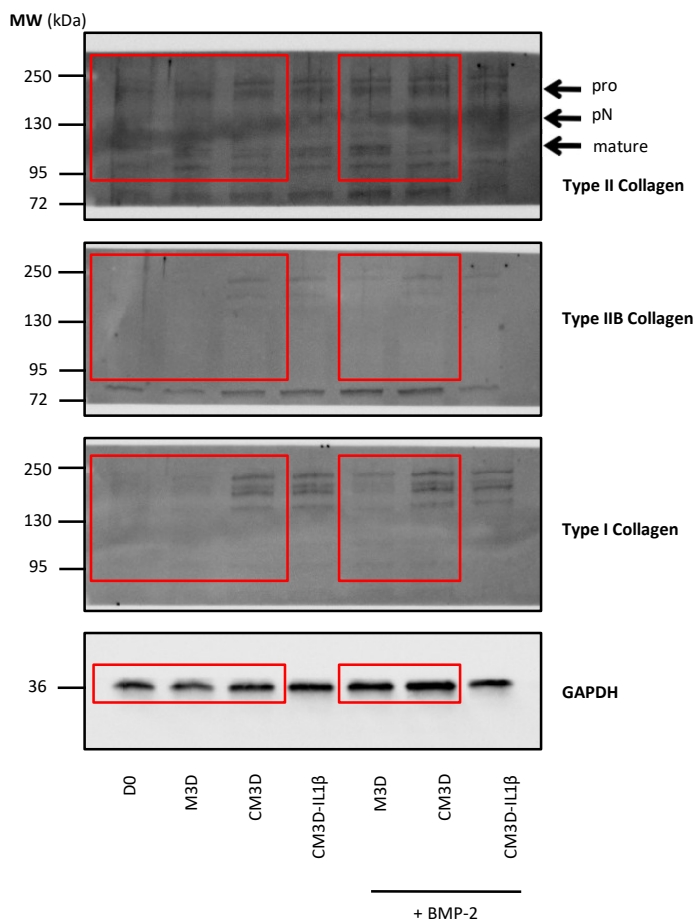 MW (kDa)
250
130
95
72
pro
pN
mature
Type II Collagen
250
130
95
72
Type IIB Collagen
250
130
95
Type I Collagen
36
GAPDH
D0
M3D
CM3D
CM3D-IL1β
M3D
CM3D
CM3D-IL1β
+ BMP-2